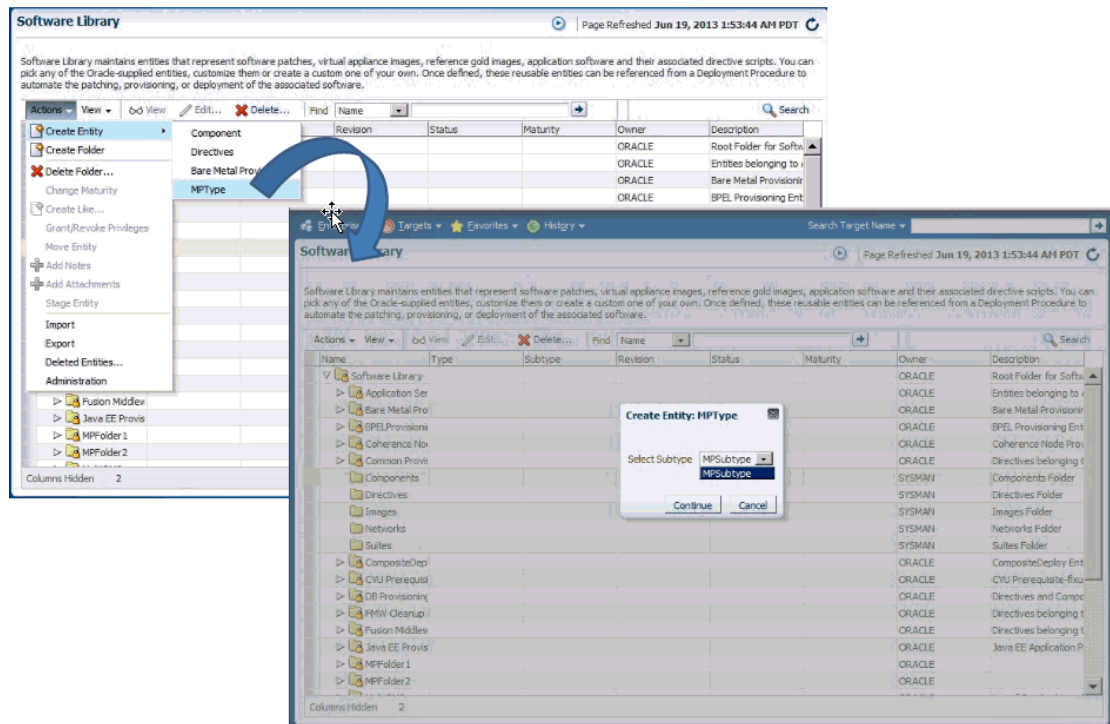 Software Library
Page Refreshed Jun 19, 2013 1:53:44 AM PDT
Software Library maintains entities that represent software patches, virtual appliance images, reference gold images, application software and their associated directive scripts. You can
pick any of the Oracle-supplied entities, customize them or create a custom one of your own. Once defined, these reusable entities can be referenced from a Deployment Procedure to
automate the patching, provisioning, or deployment of the associated software.
Actions View View Edit... Delete... Find Name Search
Revision Status Maturity Owner Description
Create Entity
Create Folder
Delete Folder...
Change Maturity
Create Like...
Grant/Revoke Privileges
Move Entity
Add Notes
Add Attachments
Stage Entity
Import
Export
Deleted Entities...
Administration
Component
Directives
Bare Metal Provi
MPType
ORACLE Root Folder for Softw
ORACLE Entities belonging to
ORACLE Bare Metal Provisionin
ORACLE BPEL Provisioning Ent
Fusion Middlew
Java EE Provis
MPFolder1
MPFolder2
Columns Hidden 2
Enterpris Targets Favorites History Search Target Name
Software Library
Page Refreshed Jun 19, 2013 1:53:44 AM PDT
Software Library maintains entities that represent software patches, virtual appliance images, reference gold images, application software and their associated directive scripts. You can
pick any of the Oracle-supplied entities, customize them or create a custom one of your own. Once defined, these reusable entities can be referenced from a Deployment Procedure to
automate the patching, provisioning, or deployment of the associated software.
Actions View View Edit... Delete... Find Name Search
Name Type Subtype Revision Status Maturity Owner Description
Software Library ORACLE Root Folder for Softw
Application Ser ORACLE Entities belonging to
Bare Metal Pro ORACLE Bare Metal Provisionin
BPELProvisioni ORACLE BPEL Provisioning Ent
Coherence No ORACLE Coherence Node Prov
Common Provi ORACLE Directives belonging t
Components SYSMAN Components Folder
Directives SYSMAN Directives Folder
Images SYSMAN Images Folder
Networks SYSMAN Networks Folder
Suites SYSMAN Suites Folder
CompositeDepl ORACLE CompositeDeploy Ent
CVU Prerequisi ORACLE CVU Prerequisite-fixu
DB Provisioning ORACLE Directives and Compo
FMW Cleanup ORACLE Directives belonging t
Fusion Middlew ORACLE Directives belonging t
Java EE Provis ORACLE Java EE Application P
MPFolder1 ORACLE
MPFolder2 ORACLE
Columns Hidden 2
Create Entity: MPType
Select Subtype MPSubtype
MPSubtype
Continue Cancel